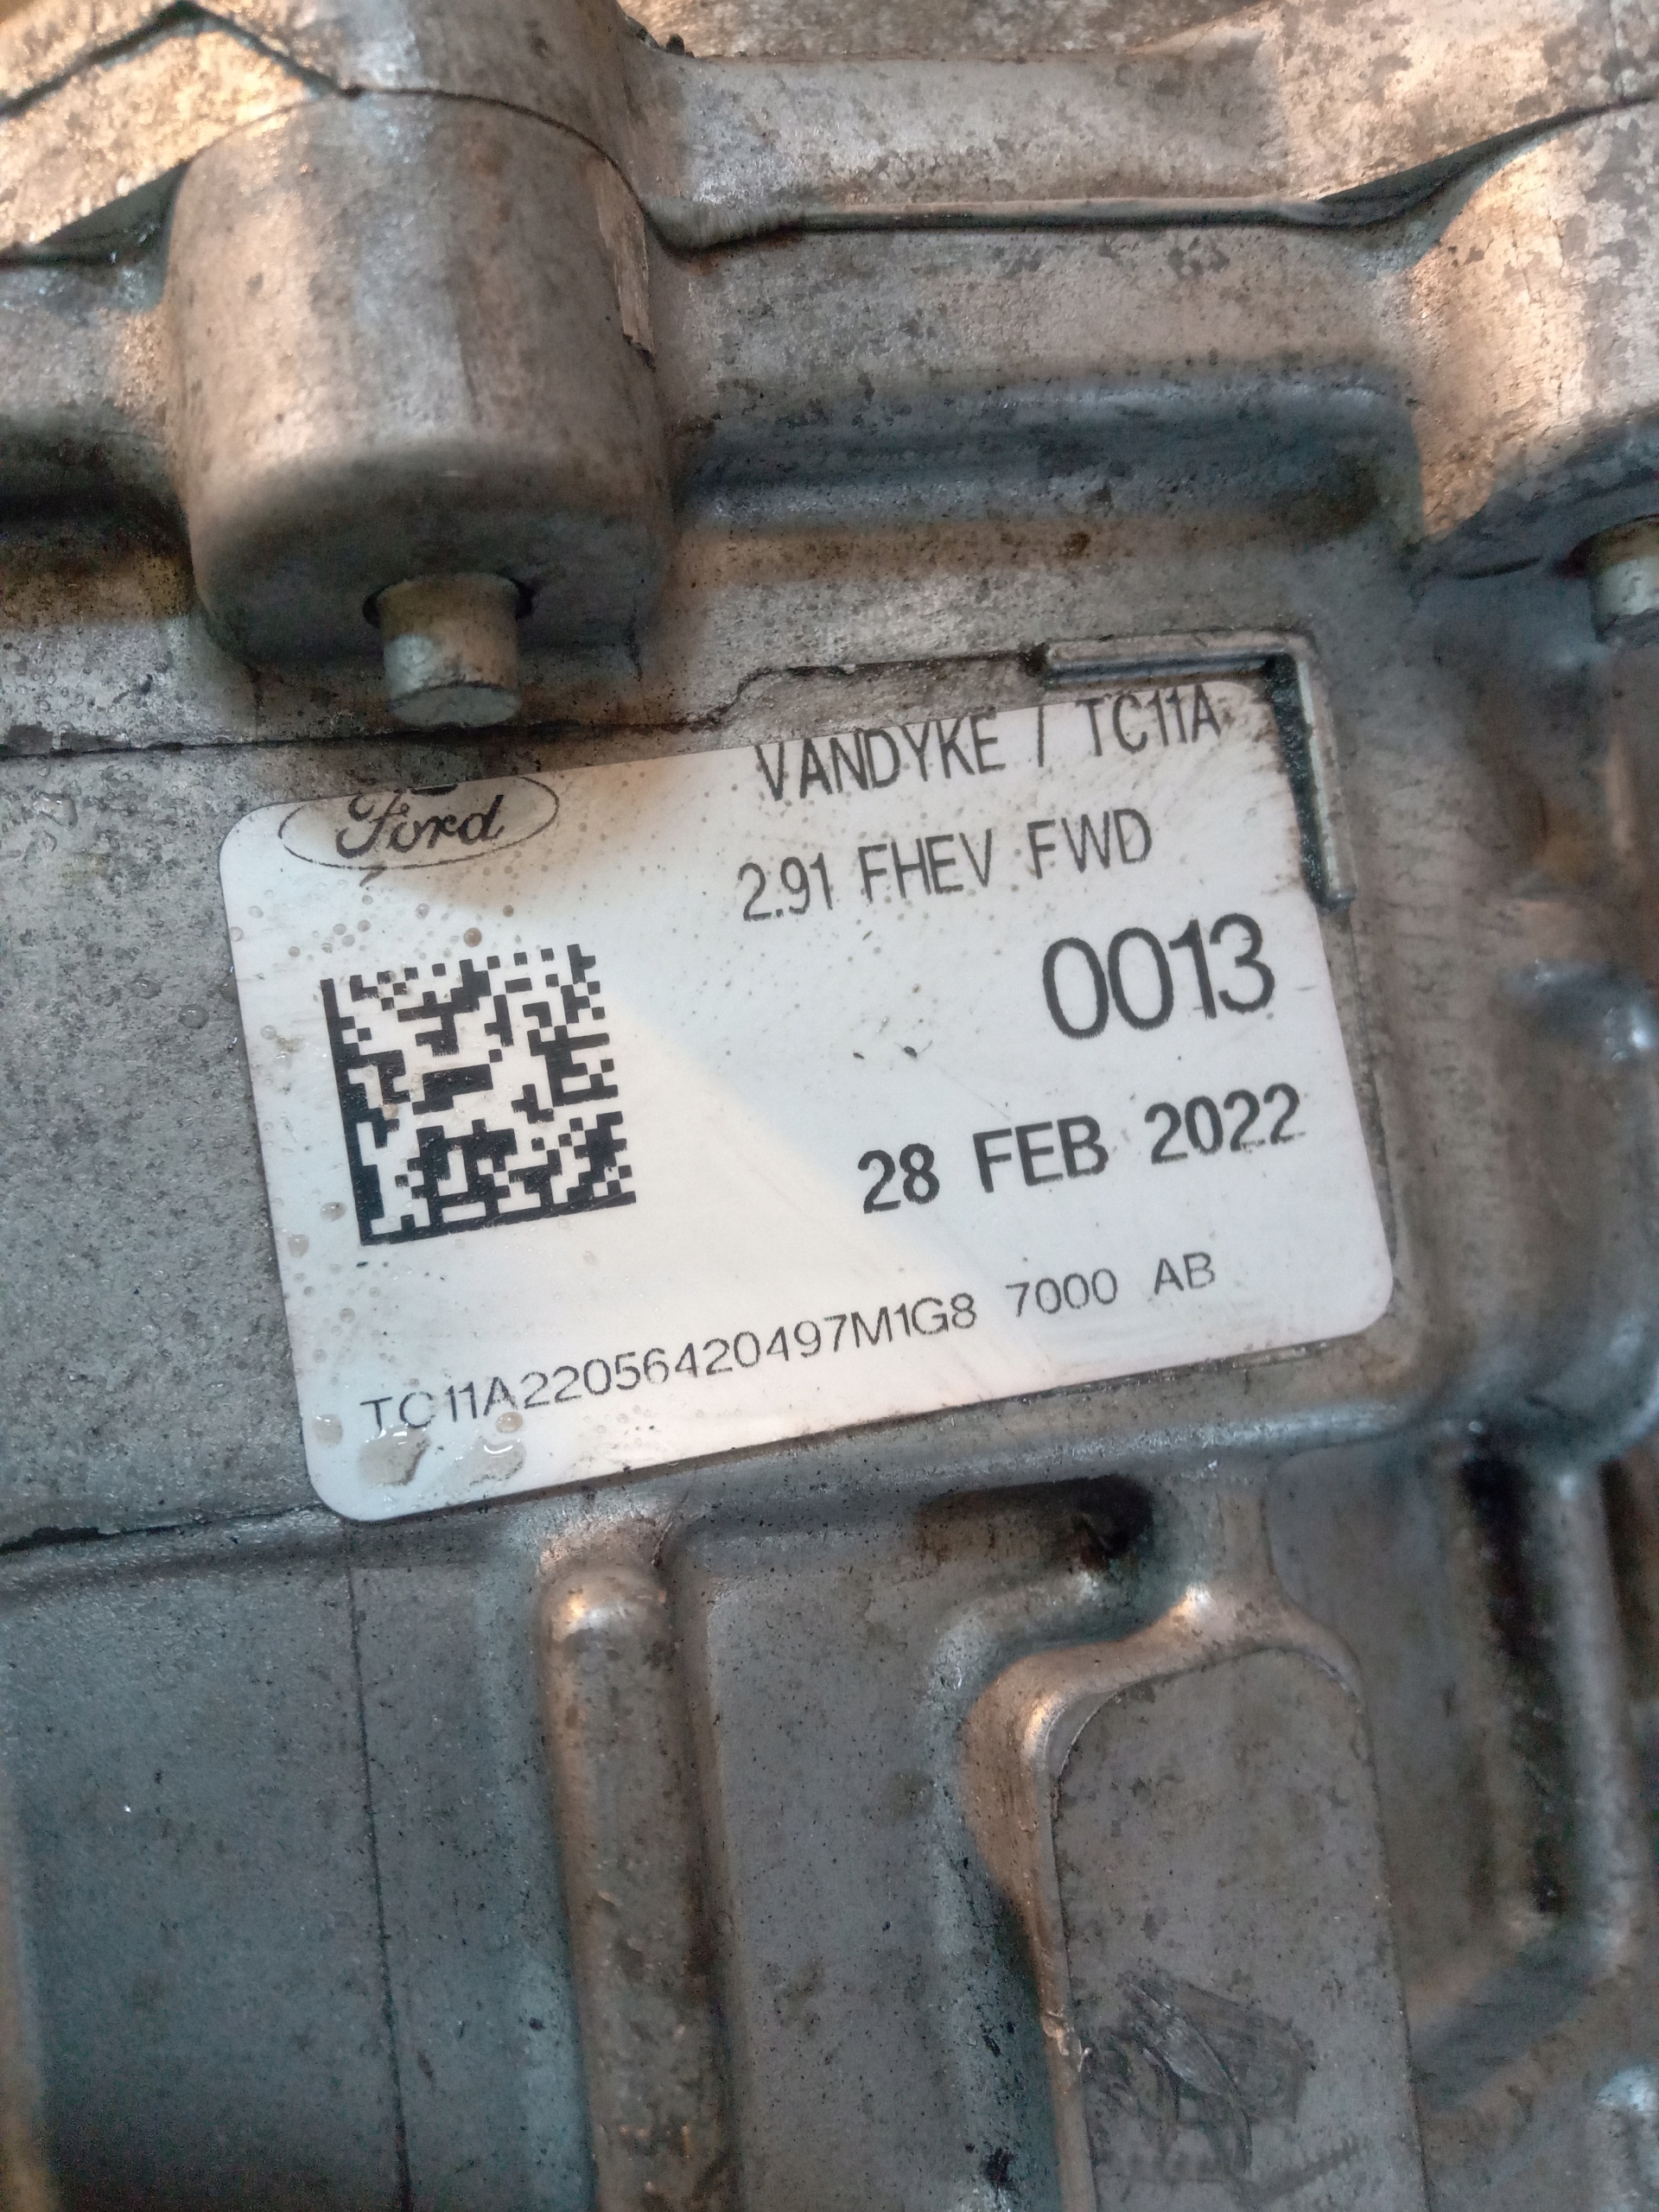 Ford
VANDYKE / TC11A
2.91 FHEV FWD
0013
28 FEB 2022
TC11A22056420497M1G8 7000 AB